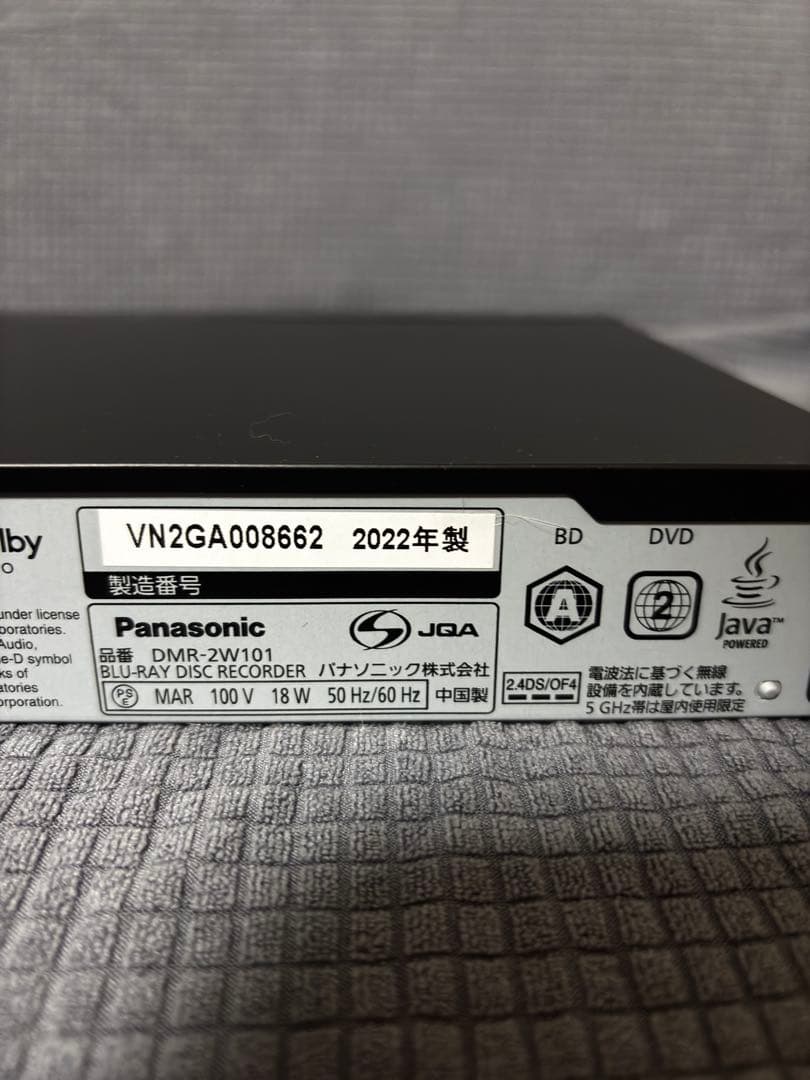 lby
O
under license
boratories.
Audio,
e-D symbol
ks of
atories
orporation.
VN2GA008662 2022年製
製造番号
Panasonic JQA
品番 DMR-2W101
BLU-RAY DISC RECORDER パナソニック株式会社
PSE MAR 100 V 18 W 50 Hz/60 Hz 中国製
BD DVD
A 2
Java™
POWERED
2.4DS/OF4
電波法に基づく無線
設備を内蔵しています。
5 GHz帯は屋内使用限定